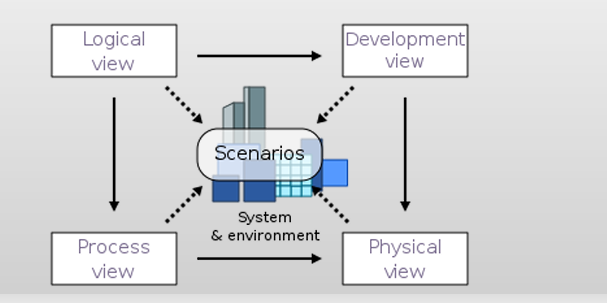 Logical
view
Development
view
Scenarios
System
& environment
Process
view
Physical
view